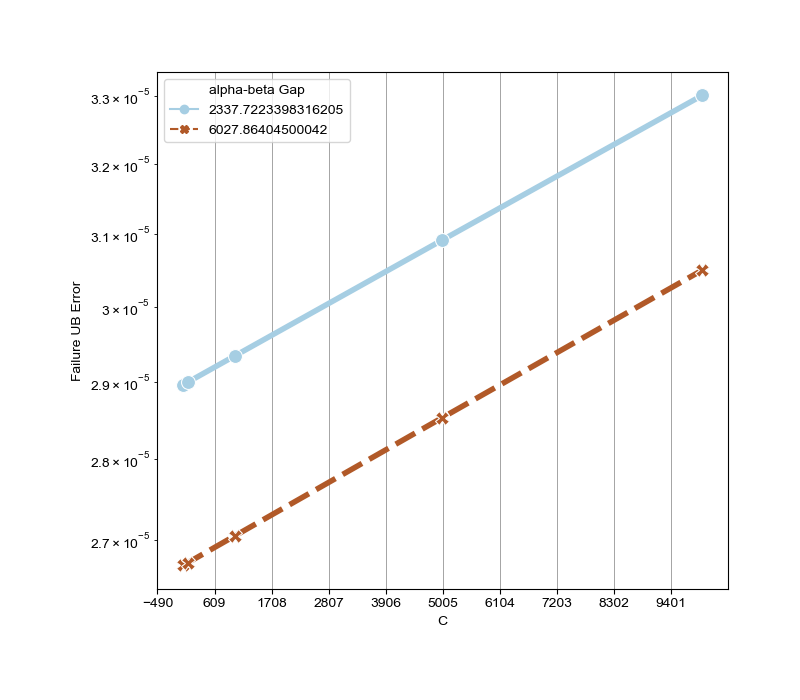 alpha-beta Gap
2337.7223398316205
6027.86404500042
3.3 × 10⁻⁵
3.2 × 10⁻⁵
3.1 × 10⁻⁵
3 × 10⁻⁵
2.9 × 10⁻⁵
2.8 × 10⁻⁵
2.7 × 10⁻⁵
Failure UB Error
−490 609 1708 2807 3906 5005 6104 7203 8302 9401
C